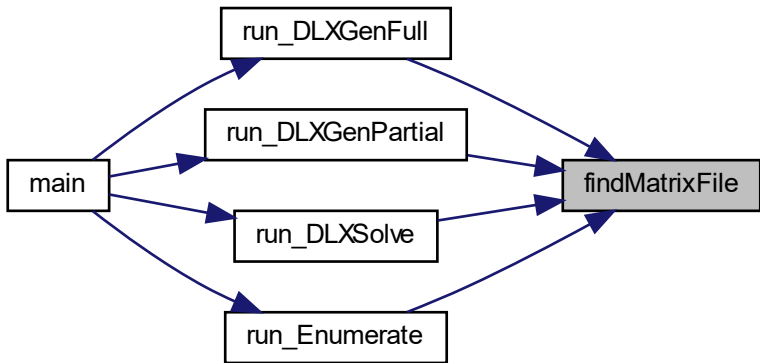 run_DLXGenFull
run_DLXGenPartial
main
findMatrixFile
run_DLXSolve
run_Enumerate